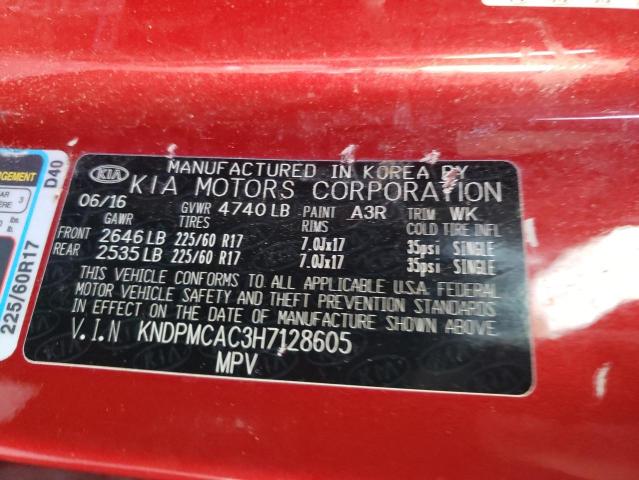 MANUFACTURED IN KOREA BY
KIA KIA MOTORS CORPORATION
06/16 GVWR 4740 LB PAINT A3R TRIM WK
GAWR TIRES RIMS COLD TIRE INFL
FRONT 2646 LB 225/60 R17 7.0Jx17 35psi SINGLE
REAR 2535 LB 225/60 R17 7.0Jx17 35psi SINGLE
THIS VEHICLE CONFORMS TO ALL APPLICABLE U.S.A. FEDERAL
MOTOR VEHICLE SAFETY AND THEFT PREVENTION STANDARDS
IN EFFECT ON THE DATE OF MANUFACTURE SHOWN ABOVE
V.I.N KNDPMCAC3H7128605
MPV
D40
3
225/60R17